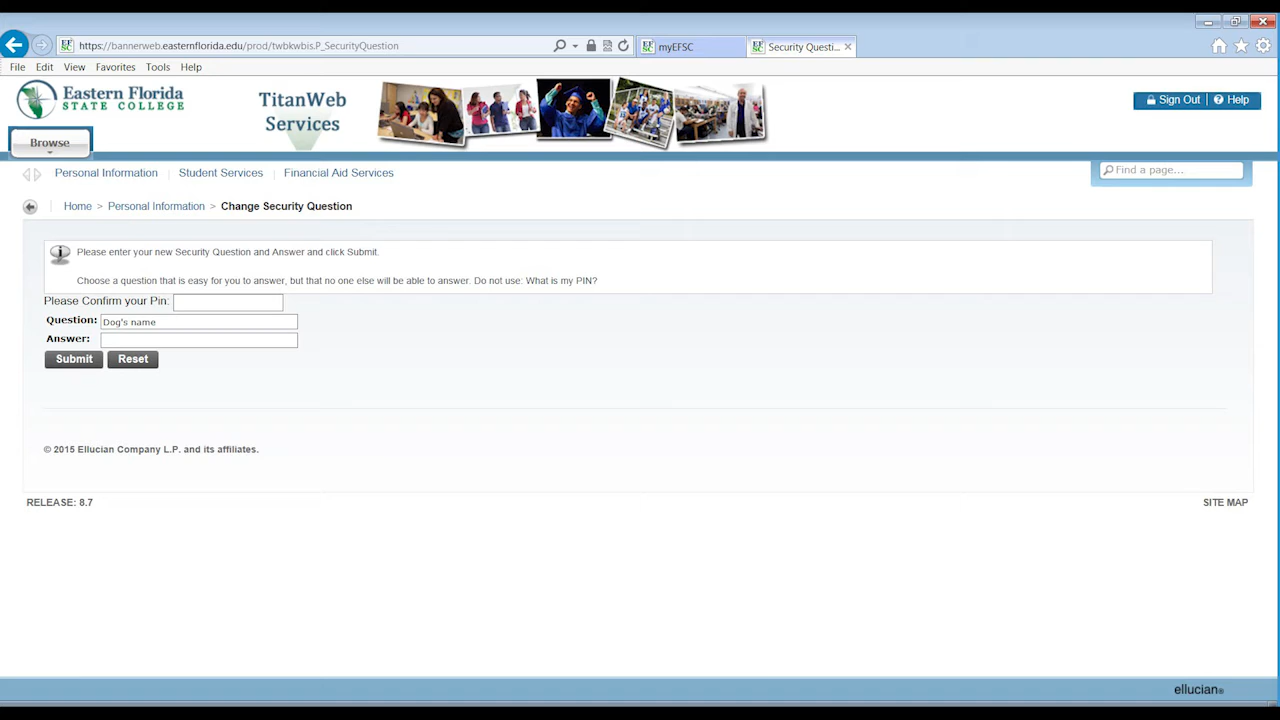 https://bannerweb.easternflorida.edu/prod/twbkwbis.P_SecurityQuestion
myEFSC
Security Questi...
File Edit View Favorites Tools Help
Eastern Florida
STATE COLLEGE
TitanWeb
Services
Sign Out | Help
Browse
Personal Information | Student Services | Financial Aid Services
Find a page...
Home > Personal Information > Change Security Question
Please enter your new Security Question and Answer and click Submit.
Choose a question that is easy for you to answer, but that no one else will be able to answer. Do not use: What is my PIN?
Please Confirm your Pin:
Question: Dog's name
Answer:
Submit Reset
© 2015 Ellucian Company L.P. and its affiliates.
RELEASE: 8.7
SITE MAP
ellucian®